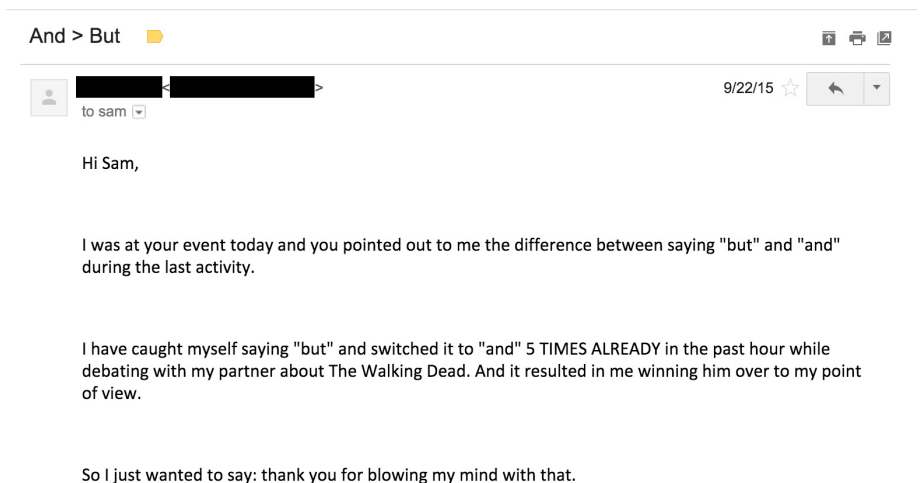 And > But
< >
9/22/15
to sam
Hi Sam,
I was at your event today and you pointed out to me the difference between saying "but" and "and"
during the last activity.
I have caught myself saying "but" and switched it to "and" 5 TIMES ALREADY in the past hour while
debating with my partner about The Walking Dead. And it resulted in me winning him over to my point
of view.
So I just wanted to say: thank you for blowing my mind with that.